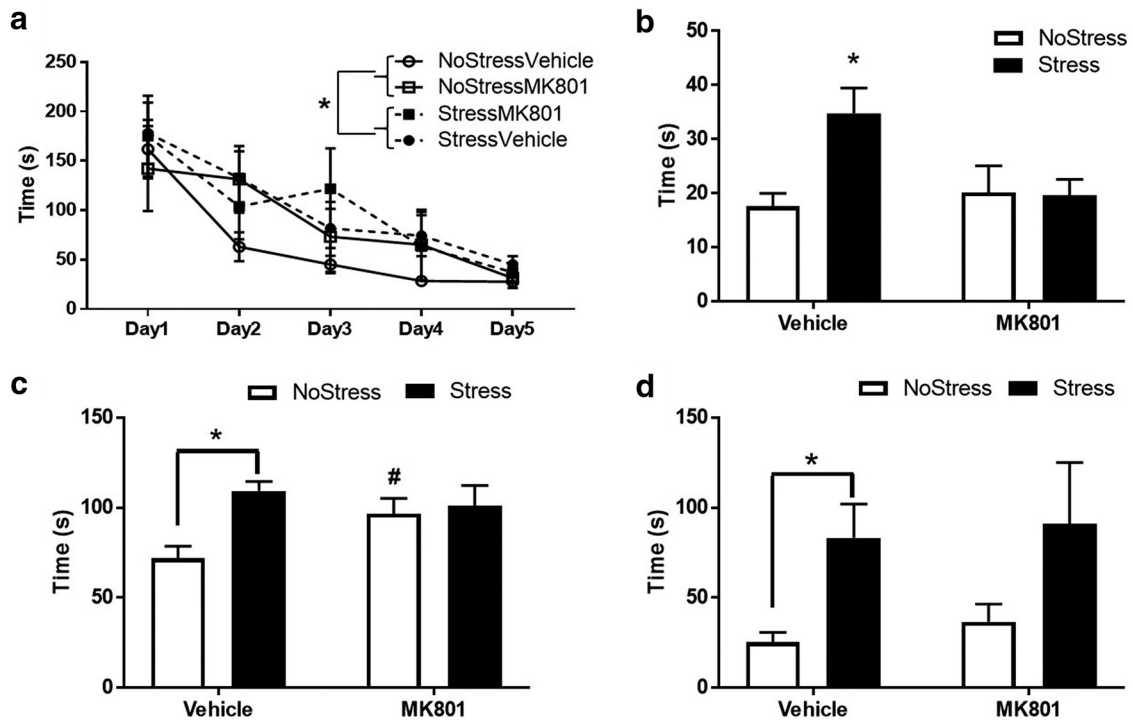 a
NoStressVehicle
NoStressMK801
StressMK801
StressVehicle
*
250
200
150
100
50
0
Time (s)
Day1 Day2 Day3 Day4 Day5
b
NoStress
Stress
*
50
40
30
20
10
0
Time (s)
Vehicle MK801
c
NoStress Stress
*
#
150
100
50
0
Time (s)
Vehicle MK801
d
NoStress Stress
*
150
100
50
0
Time (s)
Vehicle MK801